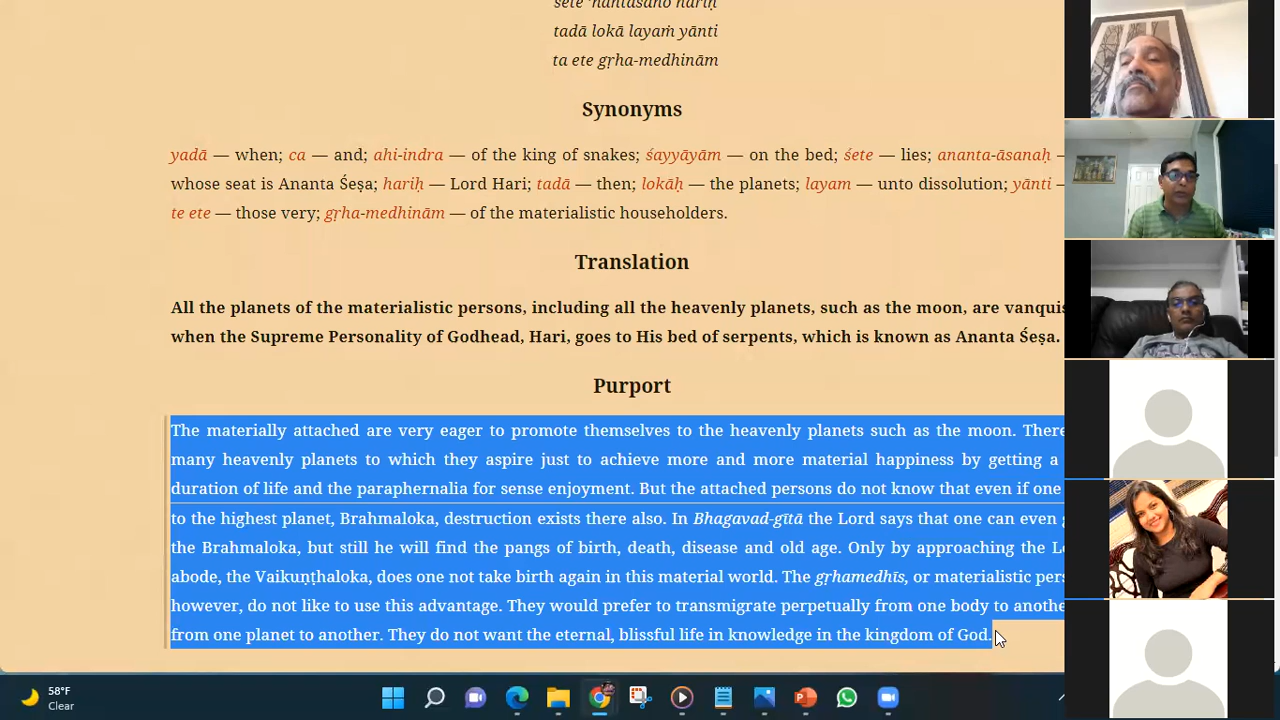 śete 'nantāsano hariḥ
tadā lokā layaṁ yānti
ta ete gṛha-medhinām
Synonyms
yadā — when; ca — and; ahi-indra — of the king of snakes; śayyāyām — on the bed; śete — lies; ananta-āsanaḥ —
whose seat is Ananta Śeṣa; hariḥ — Lord Hari; tadā — then; lokāḥ — the planets; layam — unto dissolution; yānti —
te ete — those very; gṛha-medhinām — of the materialistic householders.
Translation
All the planets of the materialistic persons, including all the heavenly planets, such as the moon, are vanquis
when the Supreme Personality of Godhead, Hari, goes to His bed of serpents, which is known as Ananta Śeṣa.
Purport
The materially attached are very eager to promote themselves to the heavenly planets such as the moon. There
many heavenly planets to which they aspire just to achieve more and more material happiness by getting a
duration of life and the paraphernalia for sense enjoyment. But the attached persons do not know that even if one
to the highest planet, Brahmaloka, destruction exists there also. In Bhagavad-gītā the Lord says that one can even
the Brahmaloka, but still he will find the pangs of birth, death, disease and old age. Only by approaching the Lo
abode, the Vaikuṇṭhaloka, does one not take birth again in this material world. The gṛhamedhīs, or materialistic pers
however, do not like to use this advantage. They would prefer to transmigrate perpetually from one body to anothe
from one planet to another. They do not want the eternal, blissful life in knowledge in the kingdom of God.
58°F
Clear